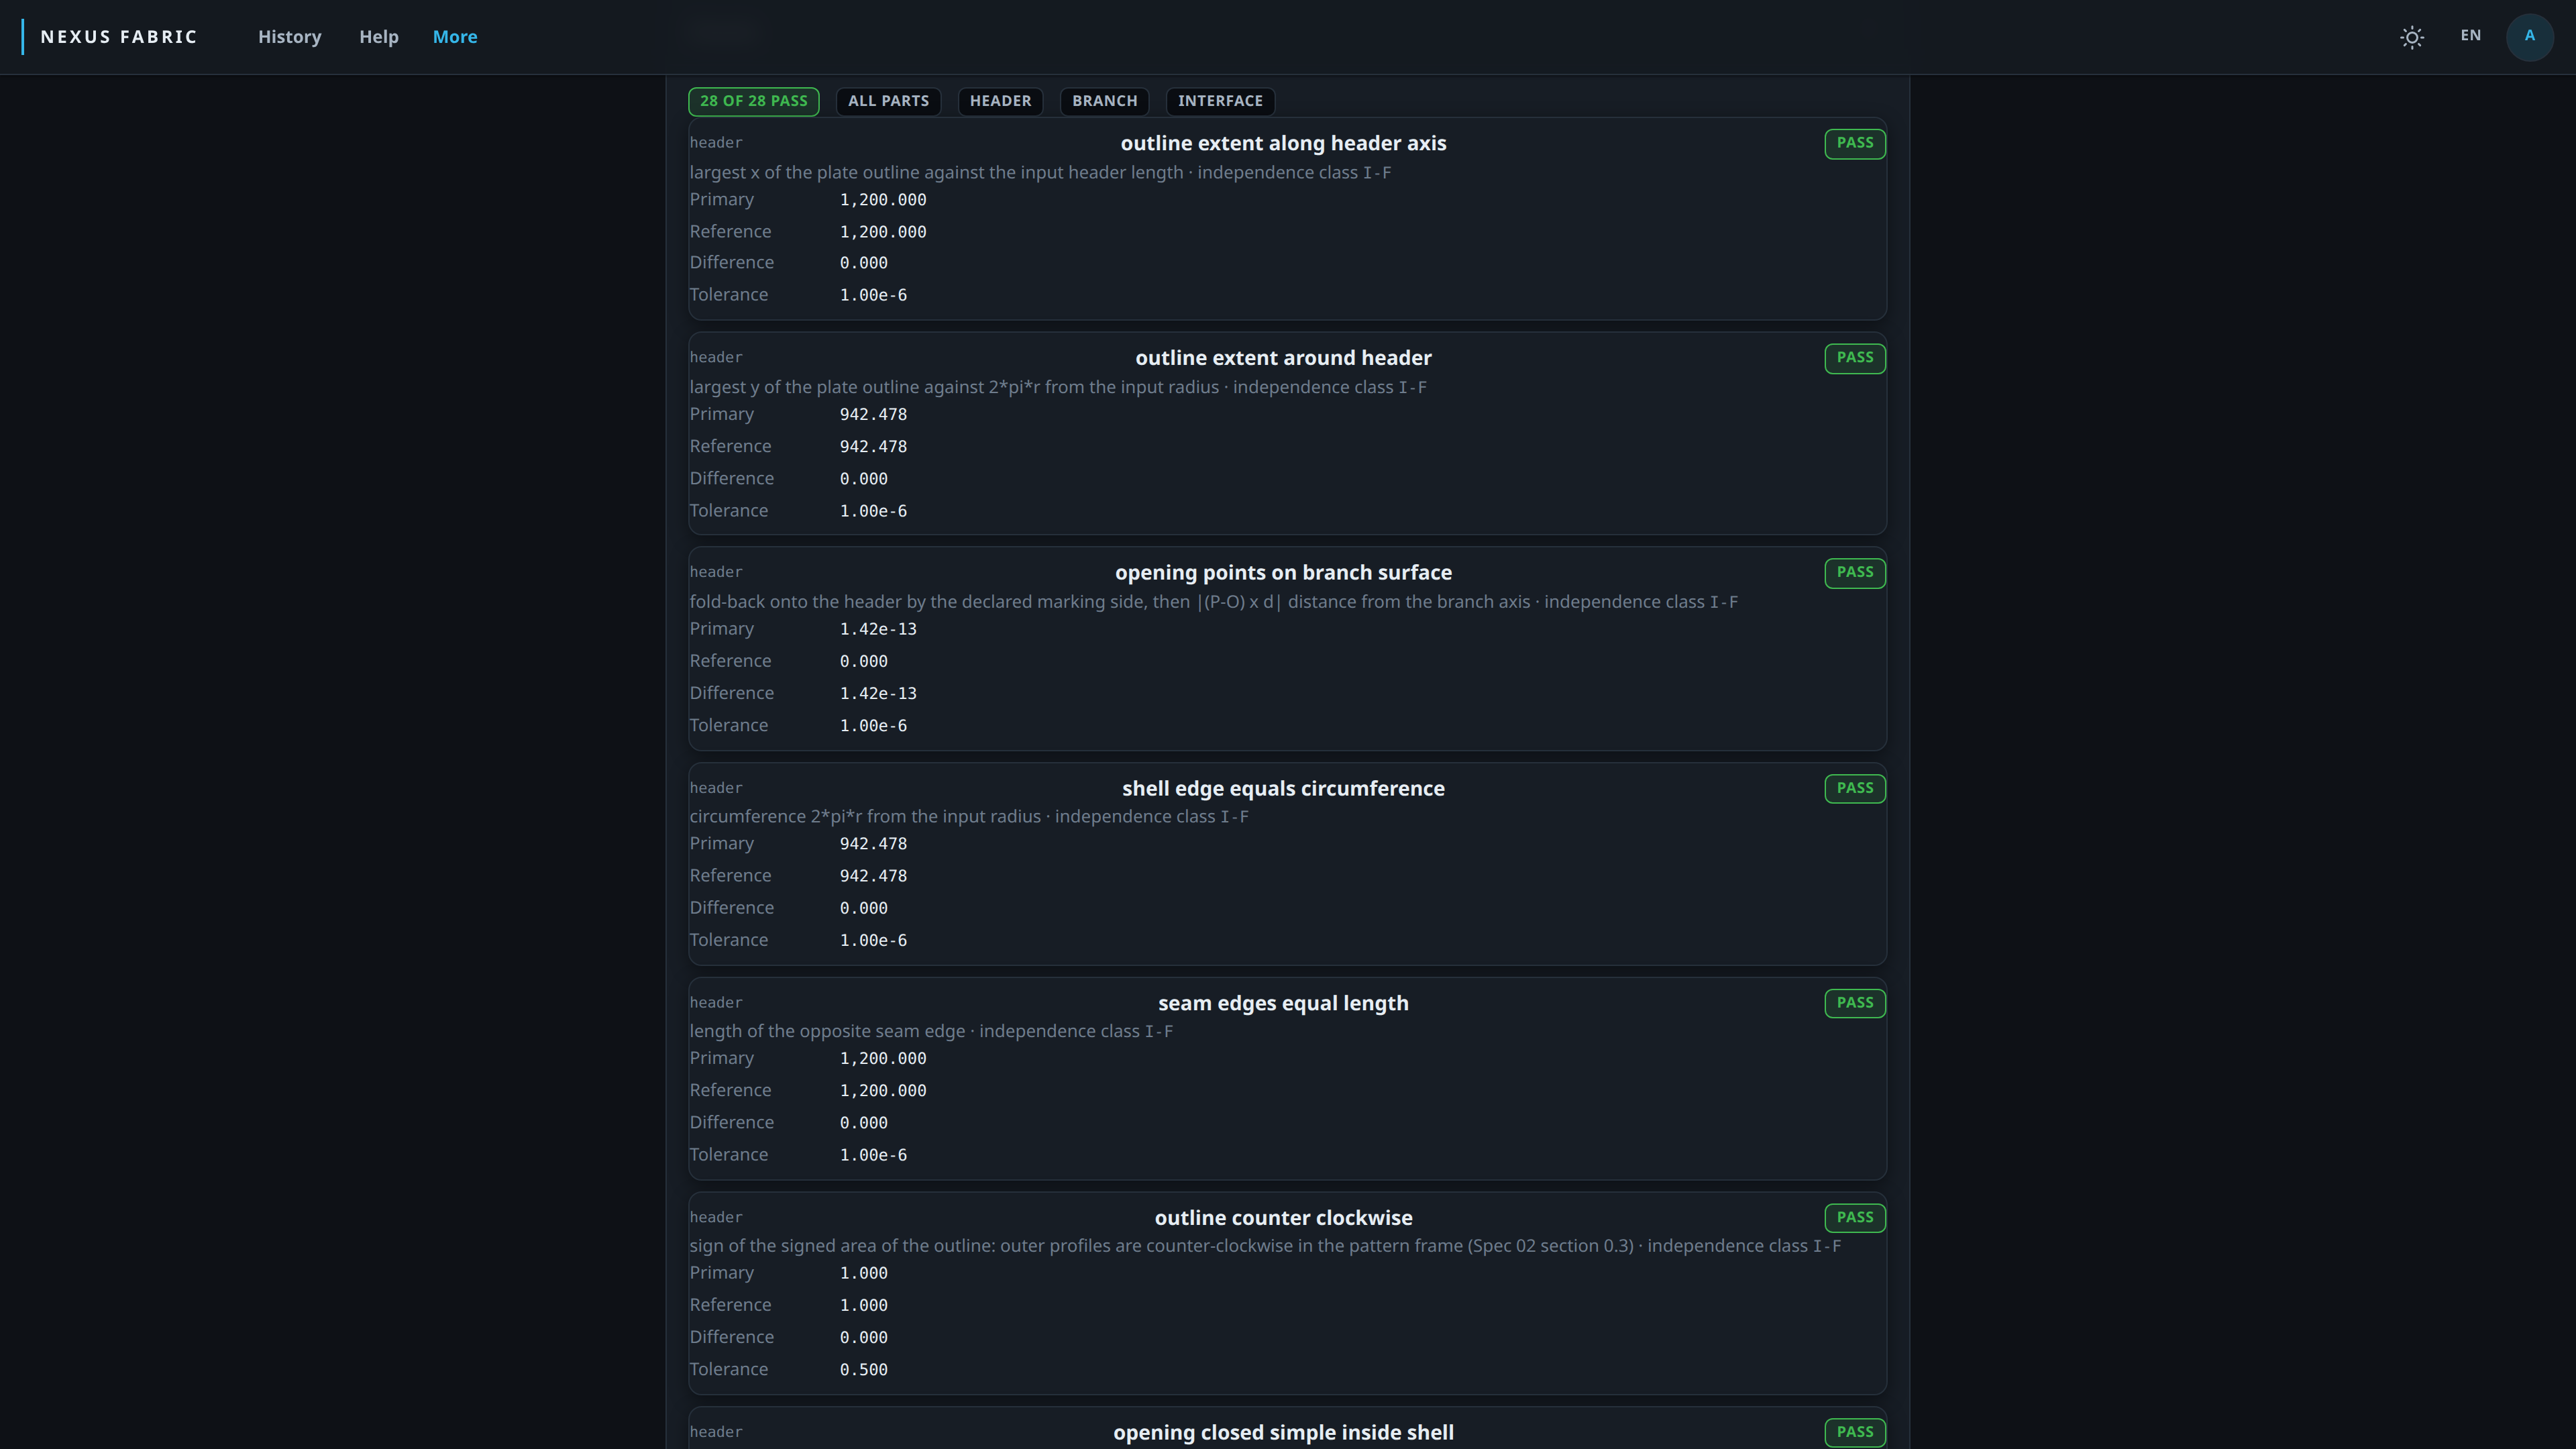 NEXUS FABRIC History Help More EN A
28 OF 28 PASS ALL PARTS HEADER BRANCH INTERFACE
header outline extent along header axis PASS
largest x of the plate outline against the input header length · independence class I-F
Primary 1,200.000
Reference 1,200.000
Difference 0.000
Tolerance 1.00e-6
header outline extent around header PASS
largest y of the plate outline against 2*pi*r from the input radius · independence class I-F
Primary 942.478
Reference 942.478
Difference 0.000
Tolerance 1.00e-6
header opening points on branch surface PASS
fold-back onto the header by the declared marking side, then |(P-O) x d| distance from the branch axis · independence class I-F
Primary 1.42e-13
Reference 0.000
Difference 1.42e-13
Tolerance 1.00e-6
header shell edge equals circumference PASS
circumference 2*pi*r from the input radius · independence class I-F
Primary 942.478
Reference 942.478
Difference 0.000
Tolerance 1.00e-6
header seam edges equal length PASS
length of the opposite seam edge · independence class I-F
Primary 1,200.000
Reference 1,200.000
Difference 0.000
Tolerance 1.00e-6
header outline counter clockwise PASS
sign of the signed area of the outline: outer profiles are counter-clockwise in the pattern frame (Spec 02 section 0.3) · independence class I-F
Primary 1.000
Reference 1.000
Difference 0.000
Tolerance 0.500
header opening closed simple inside shell PASS